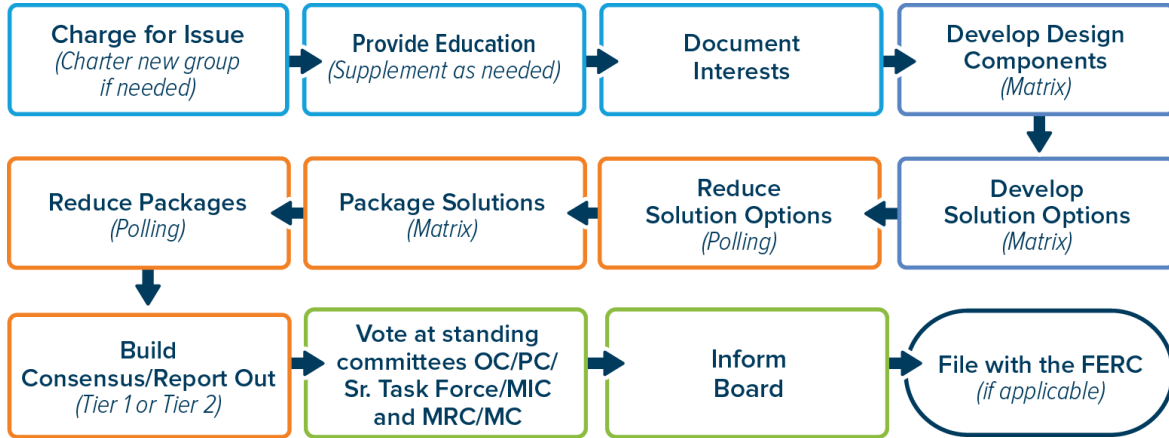 Charge for Issue
(Charter new group
if needed)
Provide Education
(Supplement as needed)
Document
Interests
Develop Design
Components
(Matrix)
Develop
Solution Options
(Matrix)
Reduce
Solution Options
(Polling)
Package Solutions
(Matrix)
Reduce Packages
(Polling)
Build
Consensus/Report Out
(Tier 1 or Tier 2)
Vote at standing
committees OC/PC/
Sr. Task Force/MIC
and MRC/MC
Inform
Board
File with the FERC
(if applicable)